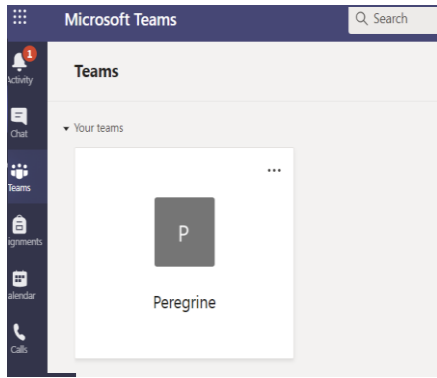 Microsoft Teams
Search
1
Activity
Teams
Chat
Your teams
Teams
...
P
Peregrine
ignments
alendar
Calls